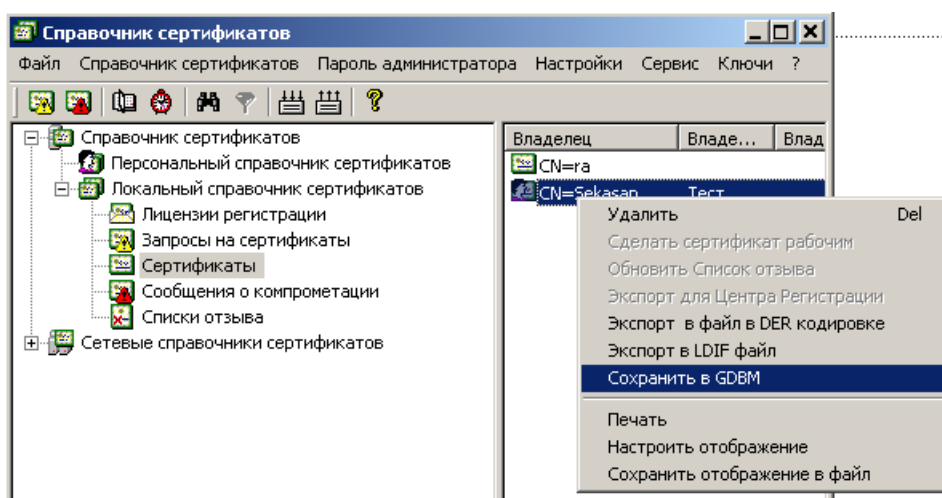 Справочник сертификатов
Файл Справочник сертификатов Пароль администратора Настройки Сервис Ключи ?
Справочник сертификатов
Персональный справочник сертификатов
Локальный справочник сертификатов
Лицензии регистрации
Запросы на сертификаты
Сертификаты
Сообщения о компрометации
Списки отзыва
Сетевые справочники сертификатов
Владелец Владе... Влад
CN=ra
CN=Sekasap Тест
Удалить Del
Сделать сертификат рабочим
Обновить Список отзыва
Экспорт для Центра Регистрации
Экспорт в файл в DER кодировке
Экспорт в LDIF файл
Сохранить в GDBM
Печать
Настроить отображение
Сохранить отображение в файл